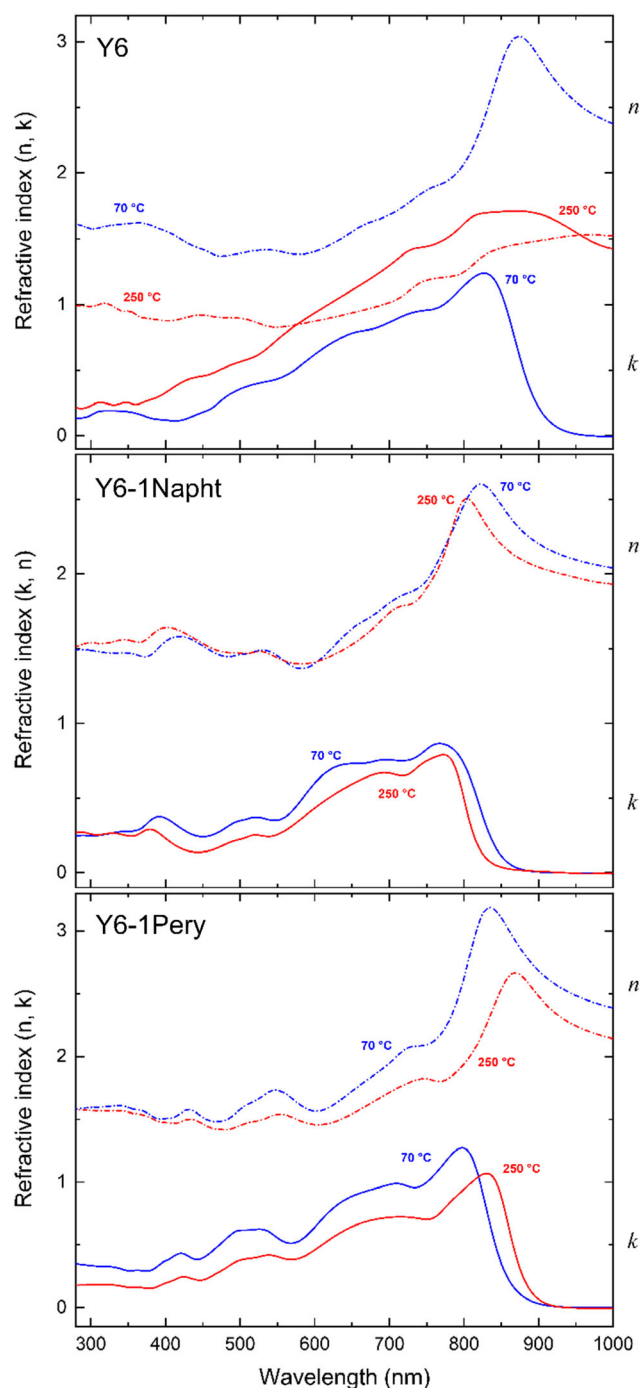 Y6
Refractive index (n, k)
3
2
1
0
n
k
70 °C
250 °C
250 °C
70 °C
Y6-1Napht
Refractive index (k, n)
2
1
0
n
k
250 °C
70 °C
70 °C
250 °C
Y6-1Pery
Refractive index (n, k)
3
2
1
0
n
k
70 °C
250 °C
70 °C
250 °C
300 400 500 600 700 800 900 1000
Wavelength (nm)